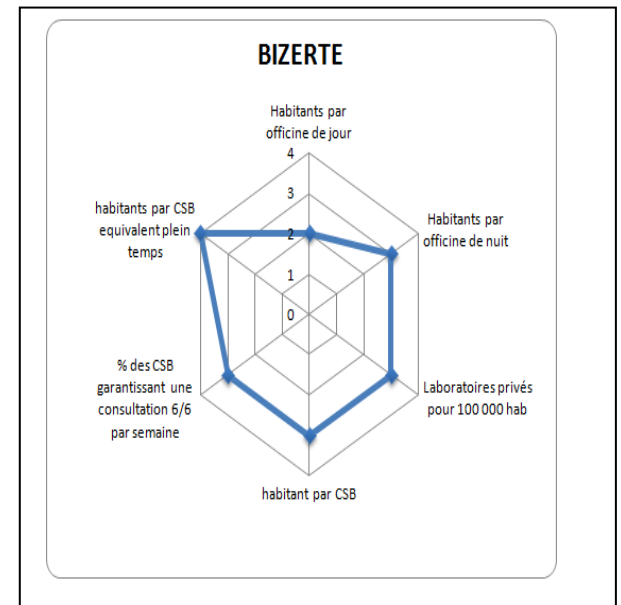 BIZERTE
Habitants par
officine de jour
4
3
2
1
0
Habitants par
officine de nuit
Laboratoires privés
pour 100 000 hab
habitant par CSB
% des CSB
garantissant une
consultation 6/6
par semaine
habitants par CSB
equivalent plein
temps